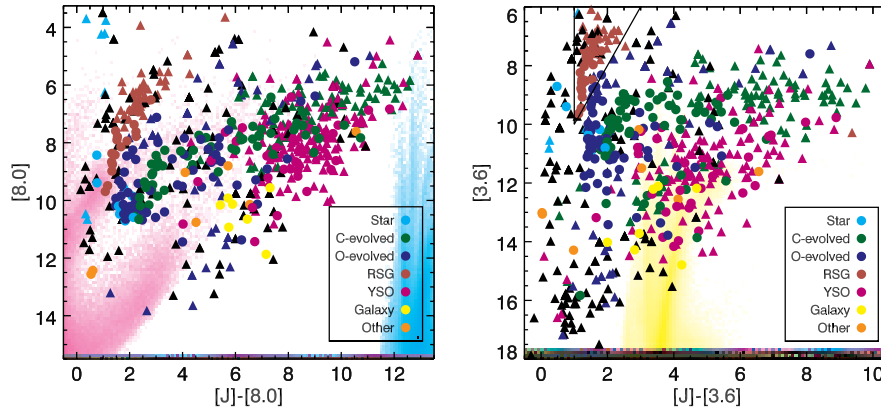 4
6
8
10
12
14
[8.0]
0
2
4
6
8
10
12
[J]-[8.0]
Star
C-evolved
O-evolved
RSG
YSO
Galaxy
Other
6
8
10
12
14
16
18
[3.6]
0
2
4
6
8
10
[J]-[3.6]
Star
C-evolved
O-evolved
RSG
YSO
Galaxy
Other